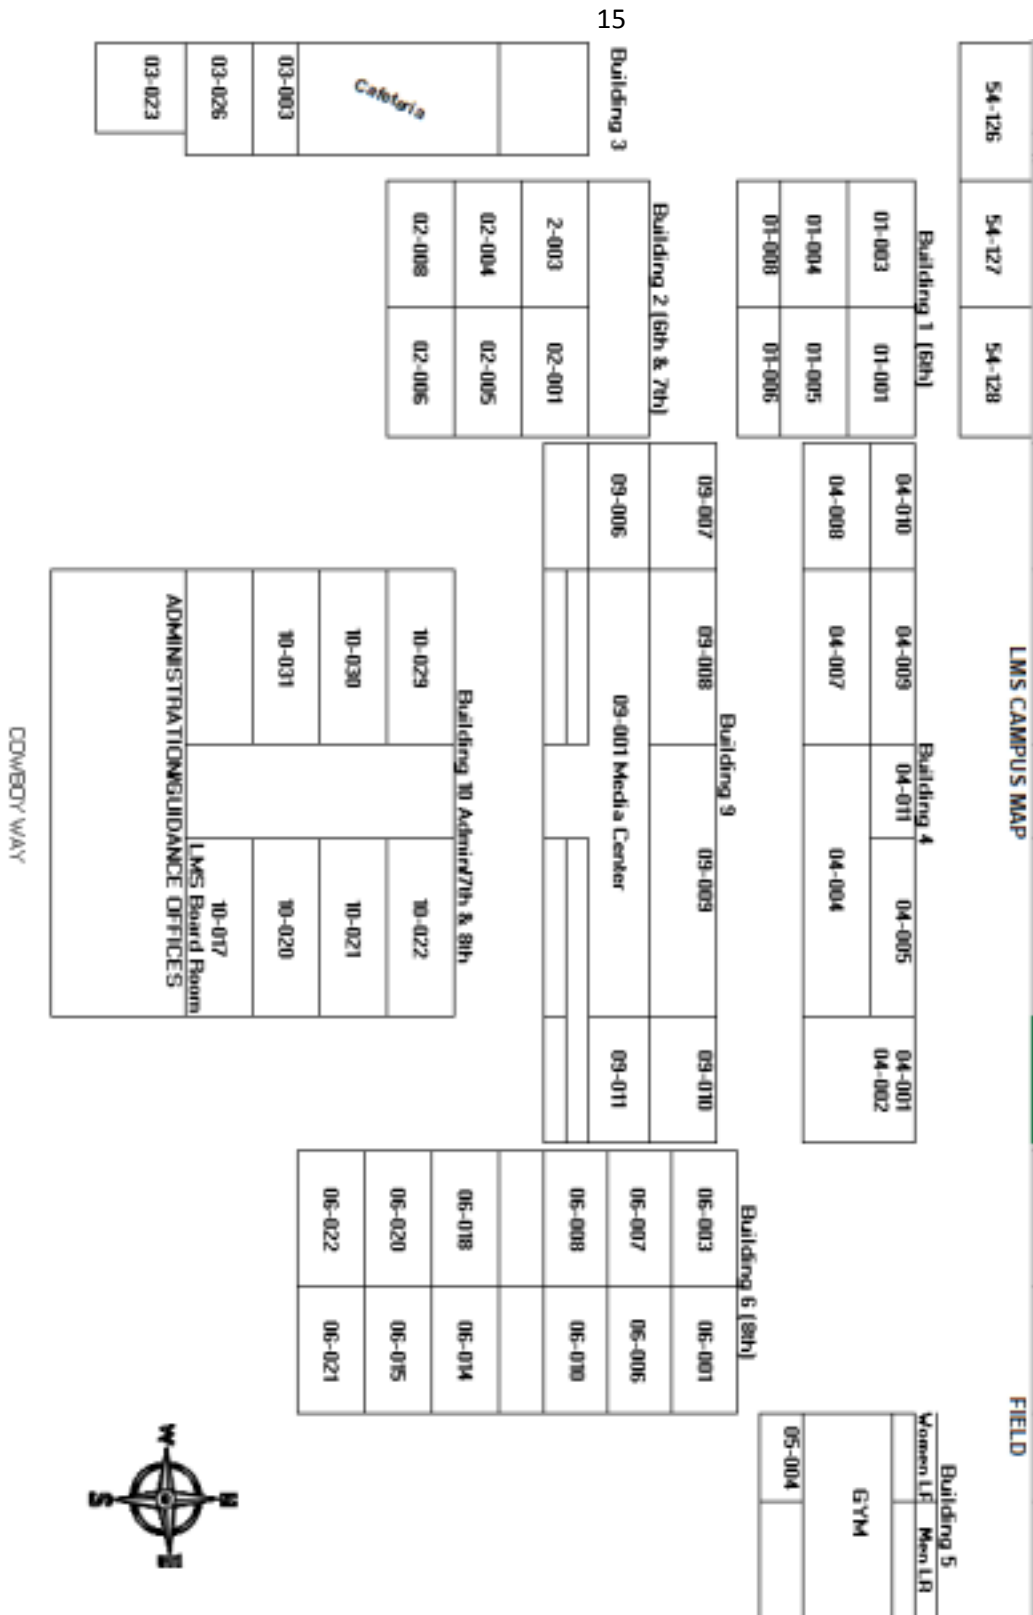 15
LMS CAMPUS MAP
FIELD
54-126 54-127 54-128
Building 1 (6th)
01-003 01-001
01-004 01-005
01-008 01-006
Building 4
04-010 04-009 04-011 04-005 04-001
04-002
04-008 04-007 04-004
Building 5
Women LR Men LR
GYM
05-004
Building 3
03-023
03-026
03-003
Cafetaria
Building 2 (6th & 7th)
2-003 02-001
02-004 02-005
02-008 02-006
Building 9
09-007 09-008 09-009 09-010
09-006 09-001 Media Center 09-011
Building 6 (8th)
06-003 06-001
06-007 06-006
06-008 06-010
06-018 06-014
06-020 06-015
06-022 06-021
Building 10 Admin/7th & 8th
10-029 10-022
10-030 10-021
10-031 10-020
10-017
LMS Board Room
ADMINISTRATION/GUIDANCE OFFICES
COWBOY WAY
N
W
E
S